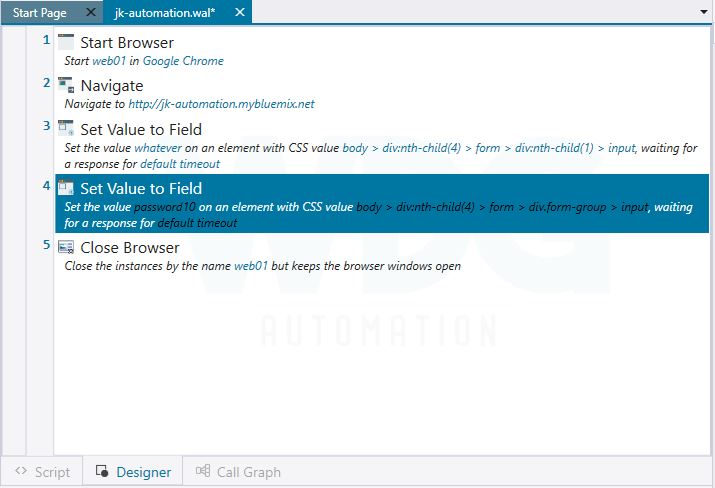 Start Page
jk-automation.wal*
1 Start Browser
Start web01 in Google Chrome
2 Navigate
Navigate to http://jk-automation.mybluemix.net
3 Set Value to Field
Set the value whatever on an element with CSS value body > div:nth-child(4) > form > div:nth-child(1) > input, waiting for
a response for default timeout
4 Set Value to Field
Set the value password10 on an element with CSS value body > div:nth-child(4) > form > div.form-group > input, waiting
for a response for default timeout
5 Close Browser
Close the instances by the name web01 but keeps the browser windows open
WDG
AUTOMATION
<> Script
Designer
Call Graph